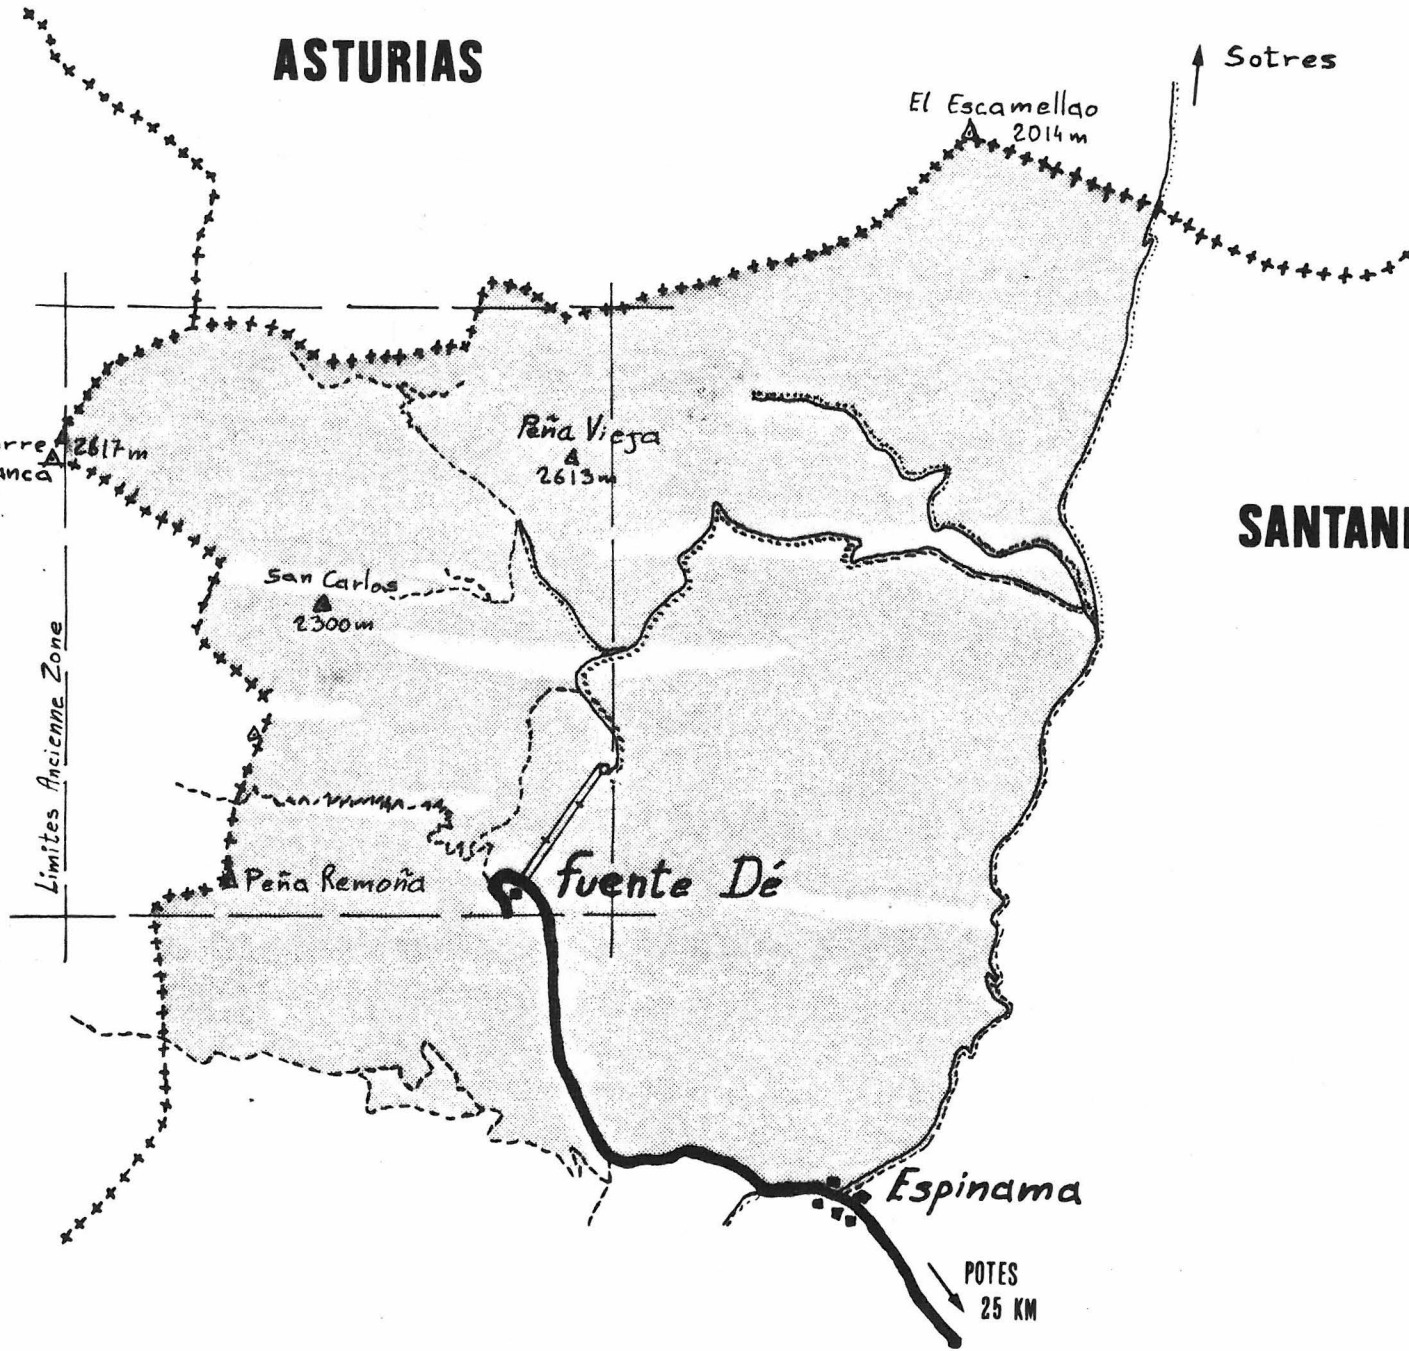 ASTURIAS
Sotres
El Escamellao
2014m
Peña Vieja
2613m
2617m
SANTAN
San Carlos
2300m
Limites Ancienne Zone
Peña Remoña
fuente Dé
Espinama
POTES
25 KM